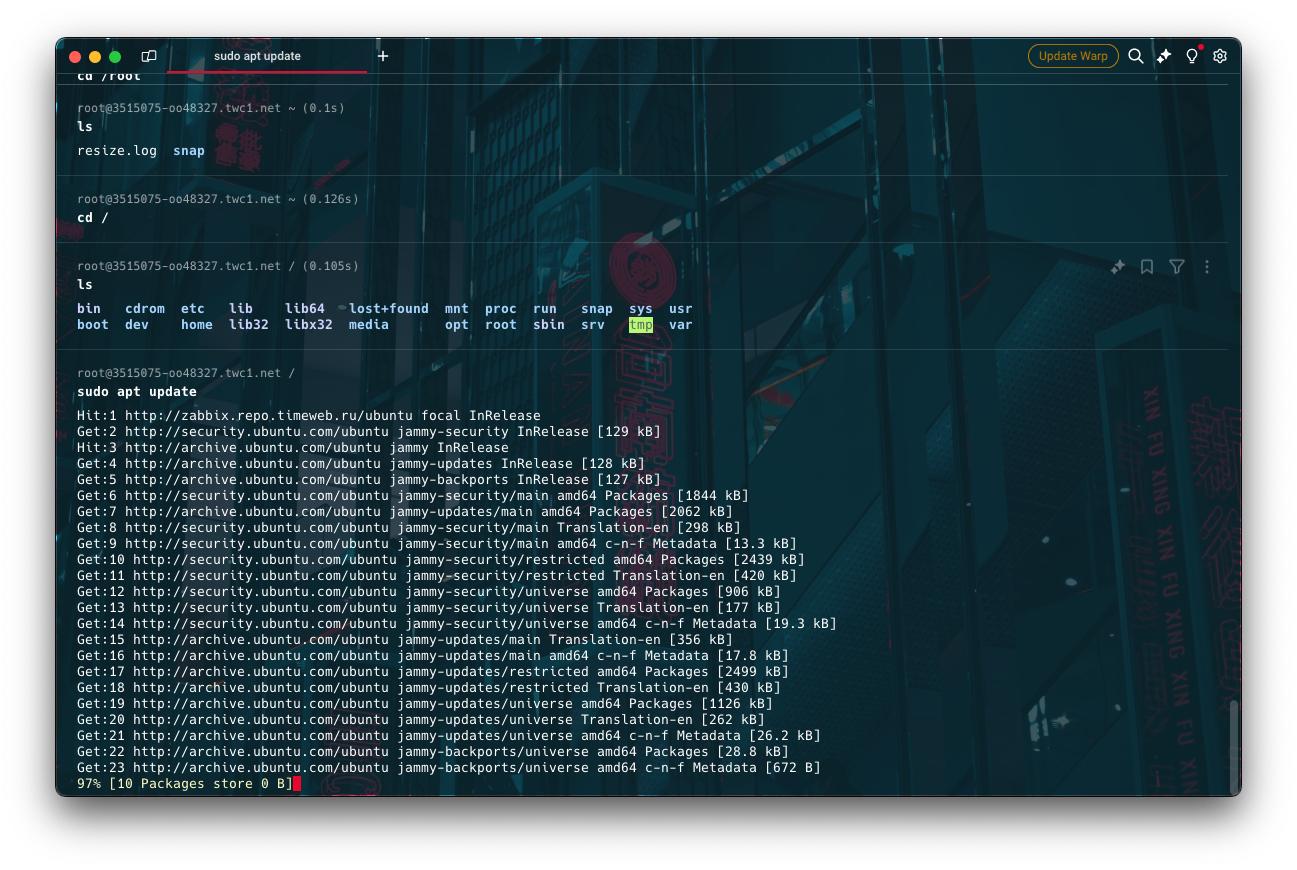 sudo apt update
Update Warp
cd /root
root@3515075-oo48327.twc1.net ~ (0.1s)
ls
resize.log  snap
root@3515075-oo48327.twc1.net ~ (0.126s)
cd /
root@3515075-oo48327.twc1.net / (0.105s)
ls
bin   cdrom  etc   lib    lib64   lost+found  mnt  proc  run   snap  sys  usr
boot  dev    home  lib32  libx32  media       opt  root  sbin  srv   tmp  var
root@3515075-oo48327.twc1.net /
sudo apt update
Hit:1 http://zabbix.repo.timeweb.ru/ubuntu focal InRelease
Get:2 http://security.ubuntu.com/ubuntu jammy-security InRelease [129 kB]
Hit:3 http://archive.ubuntu.com/ubuntu jammy InRelease
Get:4 http://archive.ubuntu.com/ubuntu jammy-updates InRelease [128 kB]
Get:5 http://archive.ubuntu.com/ubuntu jammy-backports InRelease [127 kB]
Get:6 http://security.ubuntu.com/ubuntu jammy-security/main amd64 Packages [1844 kB]
Get:7 http://archive.ubuntu.com/ubuntu jammy-updates/main amd64 Packages [2062 kB]
Get:8 http://security.ubuntu.com/ubuntu jammy-security/main Translation-en [298 kB]
Get:9 http://security.ubuntu.com/ubuntu jammy-security/main amd64 c-n-f Metadata [13.3 kB]
Get:10 http://security.ubuntu.com/ubuntu jammy-security/restricted amd64 Packages [2439 kB]
Get:11 http://security.ubuntu.com/ubuntu jammy-security/restricted Translation-en [420 kB]
Get:12 http://security.ubuntu.com/ubuntu jammy-security/universe amd64 Packages [906 kB]
Get:13 http://security.ubuntu.com/ubuntu jammy-security/universe Translation-en [177 kB]
Get:14 http://security.ubuntu.com/ubuntu jammy-security/universe amd64 c-n-f Metadata [19.3 kB]
Get:15 http://archive.ubuntu.com/ubuntu jammy-updates/main Translation-en [356 kB]
Get:16 http://archive.ubuntu.com/ubuntu jammy-updates/main amd64 c-n-f Metadata [17.8 kB]
Get:17 http://archive.ubuntu.com/ubuntu jammy-updates/restricted amd64 Packages [2499 kB]
Get:18 http://archive.ubuntu.com/ubuntu jammy-updates/restricted Translation-en [430 kB]
Get:19 http://archive.ubuntu.com/ubuntu jammy-updates/universe amd64 Packages [1126 kB]
Get:20 http://archive.ubuntu.com/ubuntu jammy-updates/universe Translation-en [262 kB]
Get:21 http://archive.ubuntu.com/ubuntu jammy-updates/universe amd64 c-n-f Metadata [26.2 kB]
Get:22 http://archive.ubuntu.com/ubuntu jammy-backports/universe amd64 Packages [28.8 kB]
Get:23 http://archive.ubuntu.com/ubuntu jammy-backports/universe amd64 c-n-f Metadata [672 B]
97% [10 Packages store 0 B]
XIN FU XING XIN FU XING XIN FU XIN